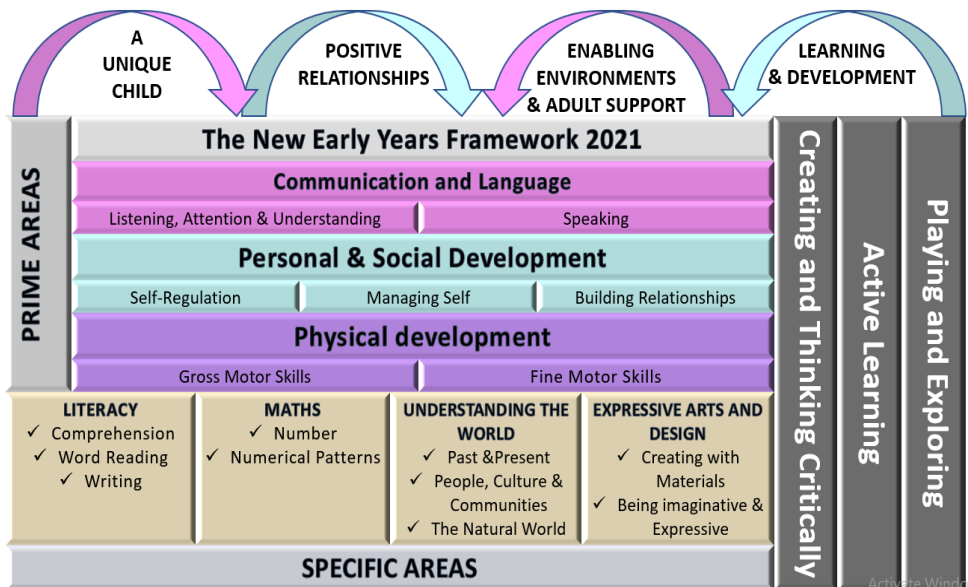 A
UNIQUE
CHILD
POSITIVE
RELATIONSHIPS
ENABLING
ENVIRONMENTS
& ADULT SUPPORT
LEARNING
& DEVELOPMENT
PRIME AREAS
The New Early Years Framework 2021
Communication and Language
Listening, Attention & Understanding
Speaking
Personal & Social Development
Self-Regulation
Managing Self
Building Relationships
Physical development
Gross Motor Skills
Fine Motor Skills
LITERACY
✓ Comprehension
✓ Word Reading
✓ Writing
MATHS
✓ Number
✓ Numerical Patterns
UNDERSTANDING THE
WORLD
✓ Past &Present
✓ People, Culture &
Communities
✓ The Natural World
EXPRESSIVE ARTS AND
DESIGN
✓ Creating with
Materials
✓ Being imaginative &
Expressive
SPECIFIC AREAS
Creating and Thinking Critically
Active Learning
Playing and Exploring
Activate